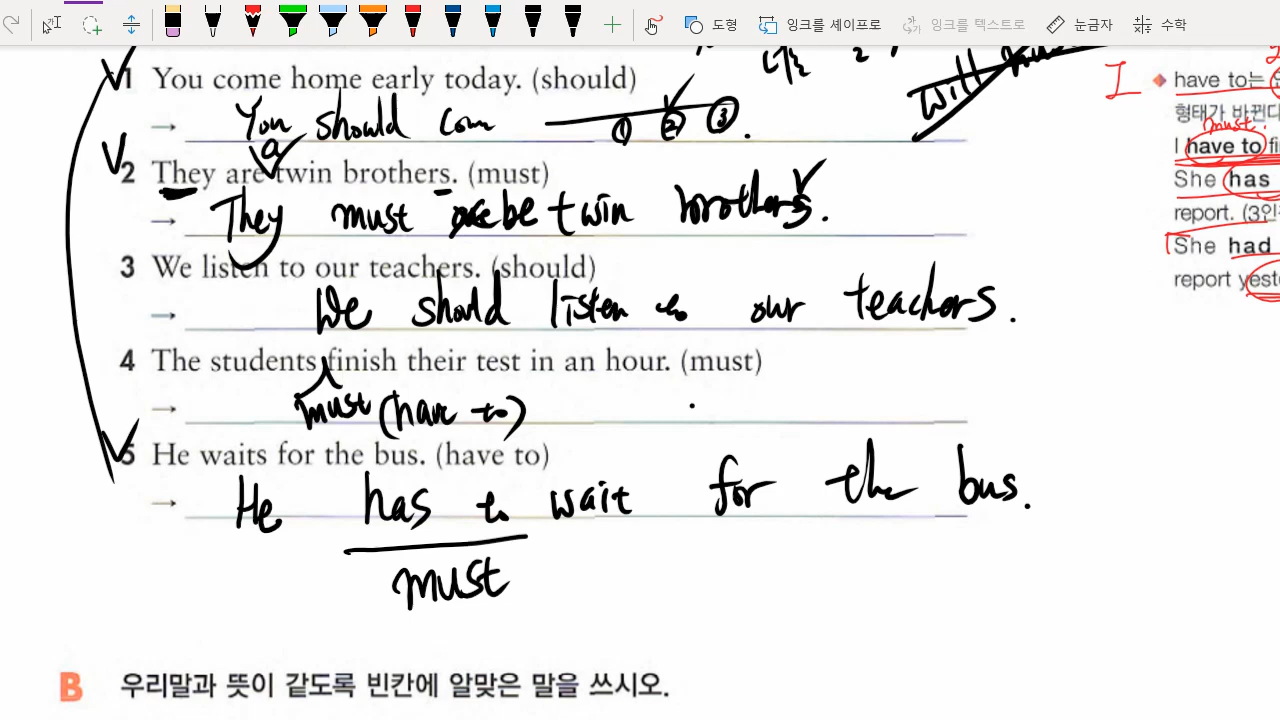 도형 잉크를 셰이프로 잉크를 텍스트로 눈금자 수학
will
1 You come home early today. (should)
→ You should com ① ② ③.
2 They are twin brothers. (must)
a
→ They must be twin brothers.
3 We listen to our teachers. (should)
→ We should listen to our teachers.
4 The students finish their test in an hour. (must)
→ must (have to) .
5 He waits for the bus. (have to)
→ He has to wait for the bus.
must
B 우리말과 뜻이 같도록 빈칸에 알맞은 말을 쓰시오.
I have to는
형태가 바뀐다
must.
I have to fi
She has
report. (3인
She had
report yeste